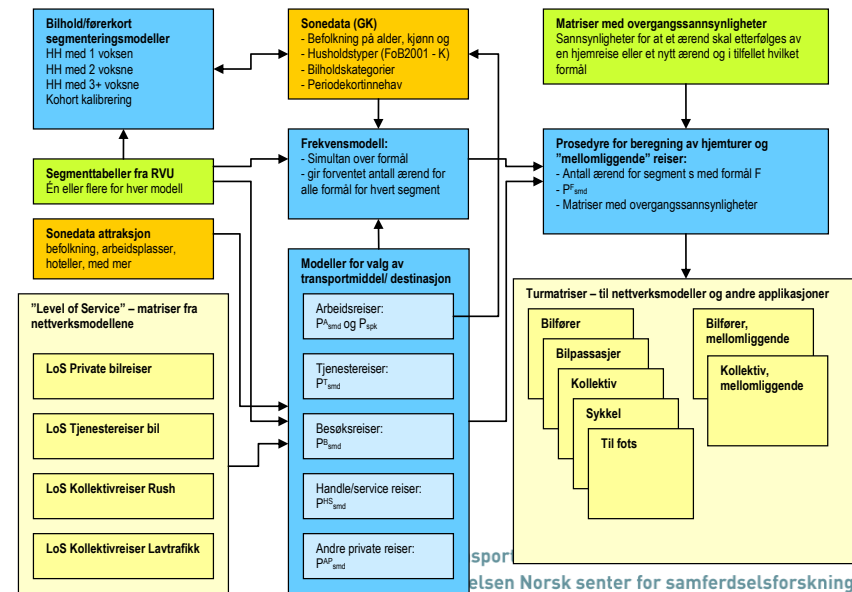 Bilhold/førerkort
segmenteringsmodeller
HH med 1 voksen
HH med 2 voksne
HH med 3+ voksne
Kohort kalibrering
Sonedata (GK)
- Befolkning på alder, kjønn og
- Husholdstyper (FoB2001 - K)
- Bilholdskategorier
- Periodekortinnehav
Matriser med overgangssannsynligheter
Sannsynligheter for at et ærend skal etterfølges av
en hjemreise eller et nytt ærend og i tilfellet hvilket
formål
Segmenttabeller fra RVU
Én eller flere for hver modell
Frekvensmodell:
- Simultan over formål
- gir forventet antall ærend for
alle formål for hvert segment
Prosedyre for beregning av hjemturer og
"mellomliggende" reiser:
- Antall ærend for segment s med formål F
- PFsmd
- Matriser med overgangssannsynligheter
Sonedata attraksjon
befolkning, arbeidsplasser,
hoteller, med mer
"Level of Service" – matriser fra
nettverksmodellene
LoS Private bilreiser
LoS Tjenestereiser bil
LoS Kollektivreiser Rush
LoS Kollektivreiser Lavtrafikk
Modeller for valg av
transportmiddel/ destinasjon
Arbeidsreiser:
PAsmd og Pspk
Tjenestereiser:
PTsmd
Besøksreiser:
PBsmd
Handle/service reiser:
PHSsmd
Andre private reiser:
PAPsmd
Turmatriser – til nettverksmodeller og andre applikasjoner
Bilfører
Bilpassasjer
Kollektiv
Sykkel
Til fots
Bilfører,
mellomliggende
Kollektiv,
mellomliggende
sport
elsen Norsk senter for samferdselsforskning